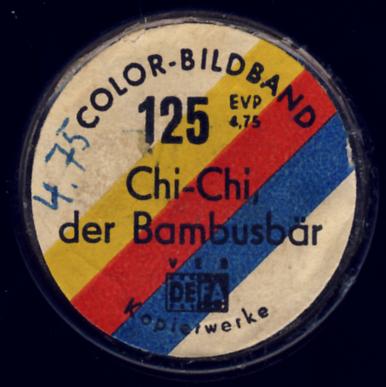 COLOR-BILDBAND
125 EVP 4,75
4.75
Chi-Chi,
der Bambusbär
VEB
DEFA
Kopierwerke